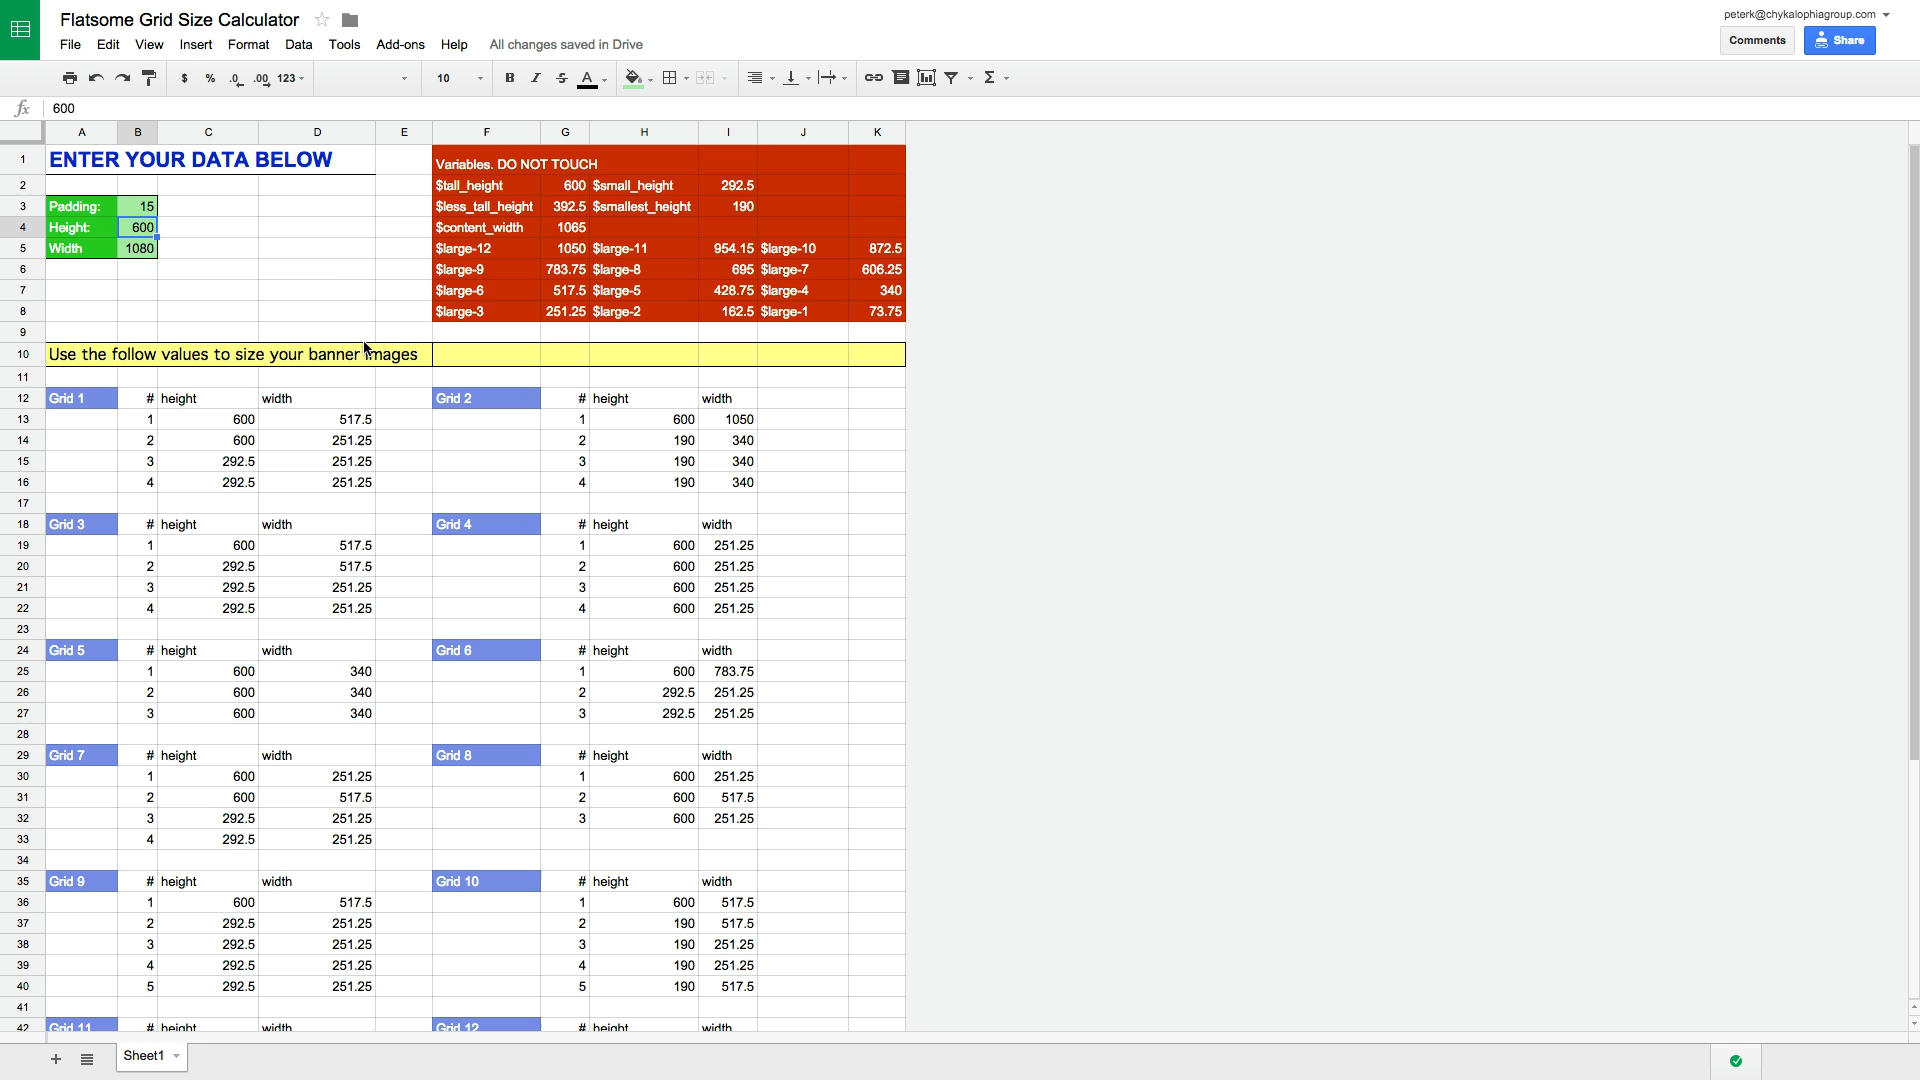 Flatsome Grid Size Calculator
peterk@chykalophiagroup.com
File Edit View Insert Format Data Tools Add-ons Help All changes saved in Drive
Comments Share
$ % .0 .00 123 10 B I S A Σ
fx 600
A B C D E F G H I J K
1 ENTER YOUR DATA BELOW Variables. DO NOT TOUCH
2 $tall_height 600 $small_height 292.5
3 Padding: 15 $less_tall_height 392.5 $smallest_height 190
4 Height: 600 $content_width 1065
5 Width 1080 $large-12 1050 $large-11 954.15 $large-10 872.5
6 $large-9 783.75 $large-8 695 $large-7 606.25
7 $large-6 517.5 $large-5 428.75 $large-4 340
8 $large-3 251.25 $large-2 162.5 $large-1 73.75
9
10 Use the follow values to size your banner images
11
12 Grid 1 # height width Grid 2 # height width
13 1 600 517.5 1 600 1050
14 2 600 251.25 2 190 340
15 3 292.5 251.25 3 190 340
16 4 292.5 251.25 4 190 340
17
18 Grid 3 # height width Grid 4 # height width
19 1 600 517.5 1 600 251.25
20 2 292.5 517.5 2 600 251.25
21 3 292.5 251.25 3 600 251.25
22 4 292.5 251.25 4 600 251.25
23
24 Grid 5 # height width Grid 6 # height width
25 1 600 340 1 600 783.75
26 2 600 340 2 292.5 251.25
27 3 600 340 3 292.5 251.25
28
29 Grid 7 # height width Grid 8 # height width
30 1 600 251.25 1 600 251.25
31 2 600 517.5 2 600 517.5
32 3 292.5 251.25 3 600 251.25
33 4 292.5 251.25
34
35 Grid 9 # height width Grid 10 # height width
36 1 600 517.5 1 600 517.5
37 2 292.5 251.25 2 190 517.5
38 3 292.5 251.25 3 190 251.25
39 4 292.5 251.25 4 190 251.25
40 5 292.5 251.25 5 190 517.5
41
42 Grid 11 # height width Grid 12 # height width
+ Sheet1